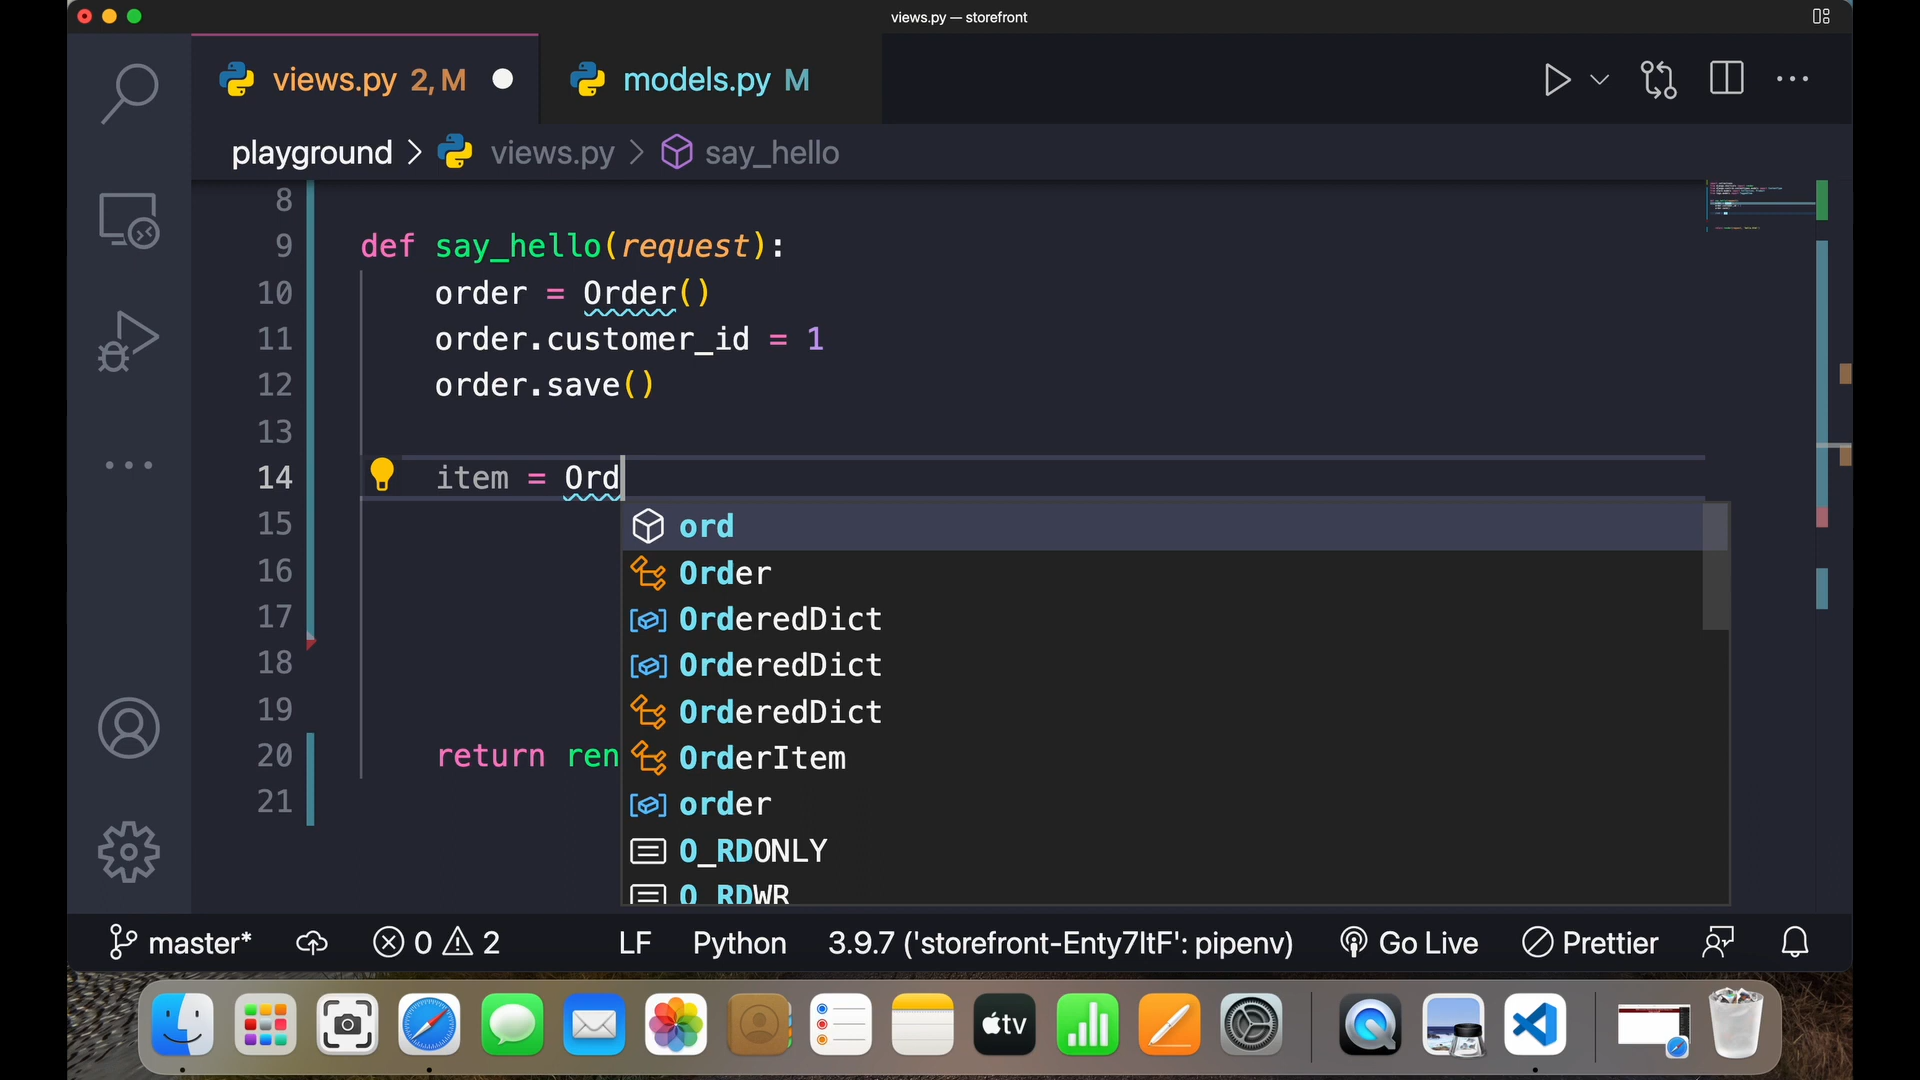 views.py — storefront
views.py 2, M
models.py M
playground > views.py > say_hello
8
9 def say_hello(request):
10 order = Order()
11 order.customer_id = 1
12 order.save()
13
14 item = Ord
15 ord
16 Order
17 OrderedDict
18 OrderedDict
19 OrderedDict
20 return ren OrderItem
21 order
O_RDONLY
O_RDWR
master* 0 2 LF Python 3.9.7 ('storefront-Enty7ltF': pipenv) Go Live Prettier
tv